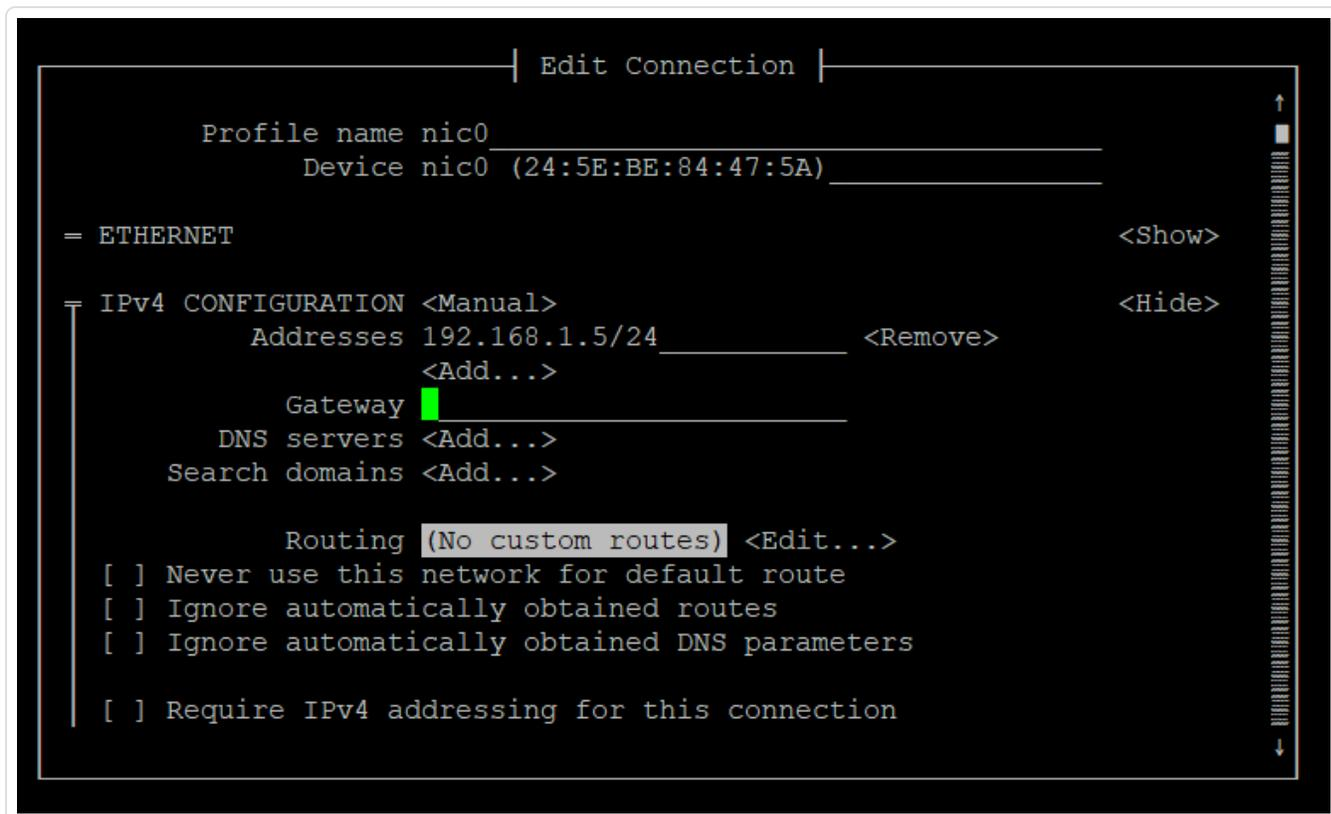 Edit Connection
Profile name nic0
Device nic0 (24:5E:BE:84:47:5A)
= ETHERNET <Show>
IPv4 CONFIGURATION <Manual> <Hide>
Addresses 192.168.1.5/24 <Remove>
<Add...>
Gateway
DNS servers <Add...>
Search domains <Add...>
Routing (No custom routes) <Edit...>
[ ] Never use this network for default route
[ ] Ignore automatically obtained routes
[ ] Ignore automatically obtained DNS parameters
[ ] Require IPv4 addressing for this connection